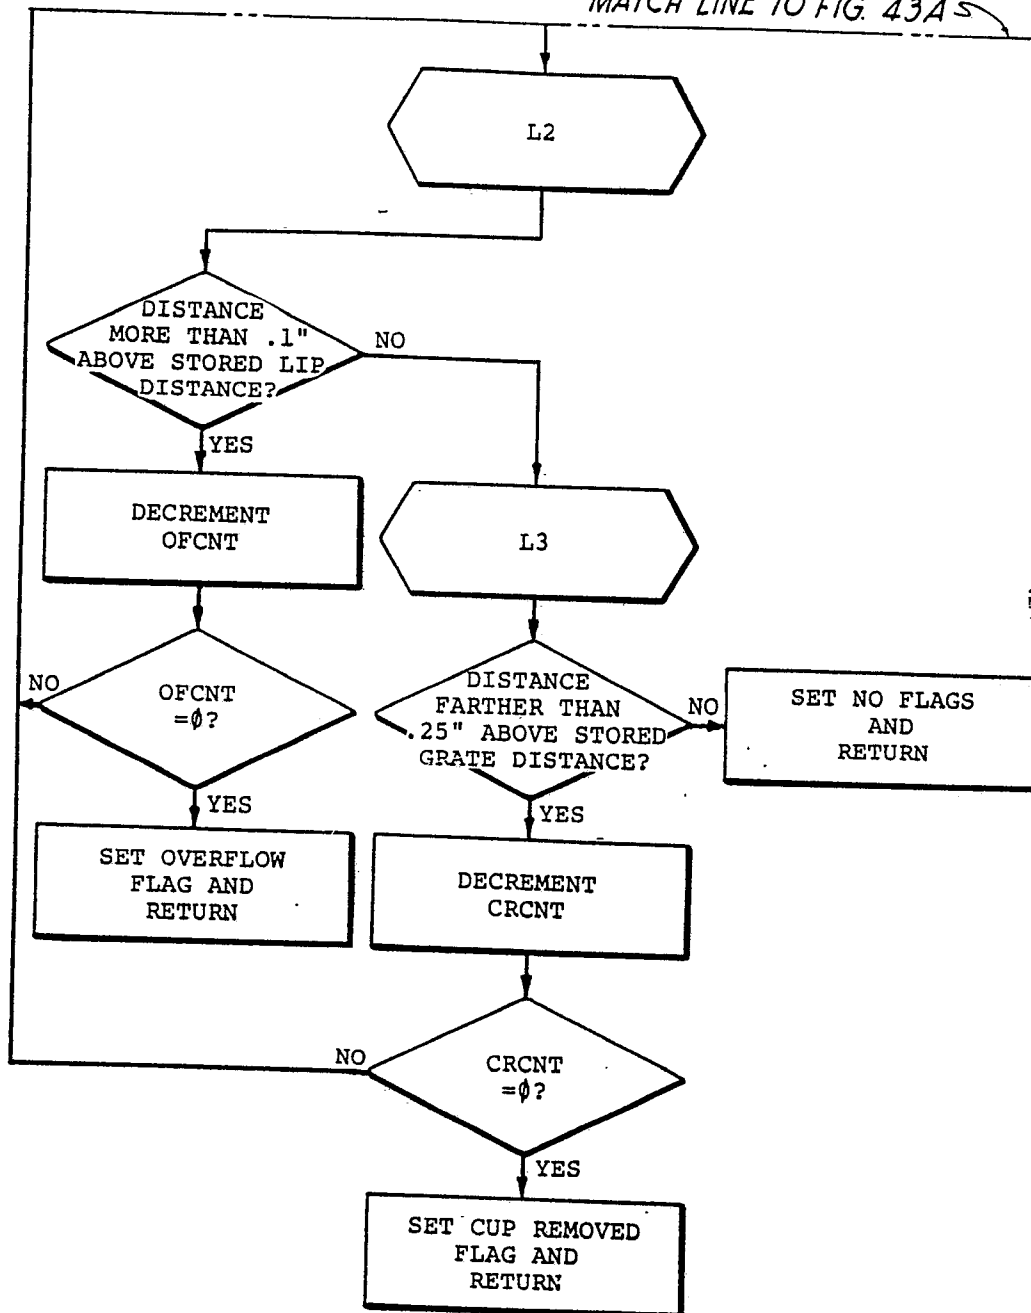 MATCH LINE TO FIG. 43A
L2
DISTANCE
MORE THAN .1"
ABOVE STORED LIP
DISTANCE?
NO
YES
DECREMENT
OFCNT
L3
NO
OFCNT
=∅?
DISTANCE
FARTHER THAN
.25" ABOVE STORED
GRATE DISTANCE?
NO
SET NO FLAGS
AND
RETURN
YES
SET OVERFLOW
FLAG AND
RETURN
YES
DECREMENT
CRCNT
NO
CRCNT
=∅?
YES
SET CUP REMOVED
FLAG AND
RETURN